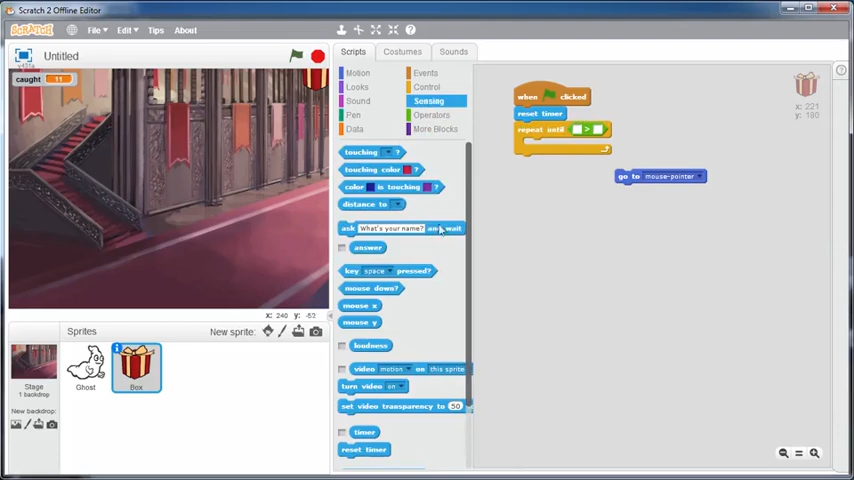 Scratch 2 Offline Editor
SCRATCH File Edit Tips About
Untitled
v431a
caught 11
x: 240 y: -53
Sprites New sprite:
Stage
1 backdrop
New backdrop:
Ghost
Box
Scripts Costumes Sounds
Motion Events
Looks Control
Sound Sensing
Pen Operators
Data More Blocks
touching ?
touching color ?
color is touching ?
distance to
ask What's your name? and wait
answer
key space pressed?
mouse down?
mouse x
mouse y
loudness
video motion on this sprite
turn video on
set video transparency to 50
timer
reset timer
when clicked
reset timer
repeat until >
go to mouse-pointer
x: 221
y: 180